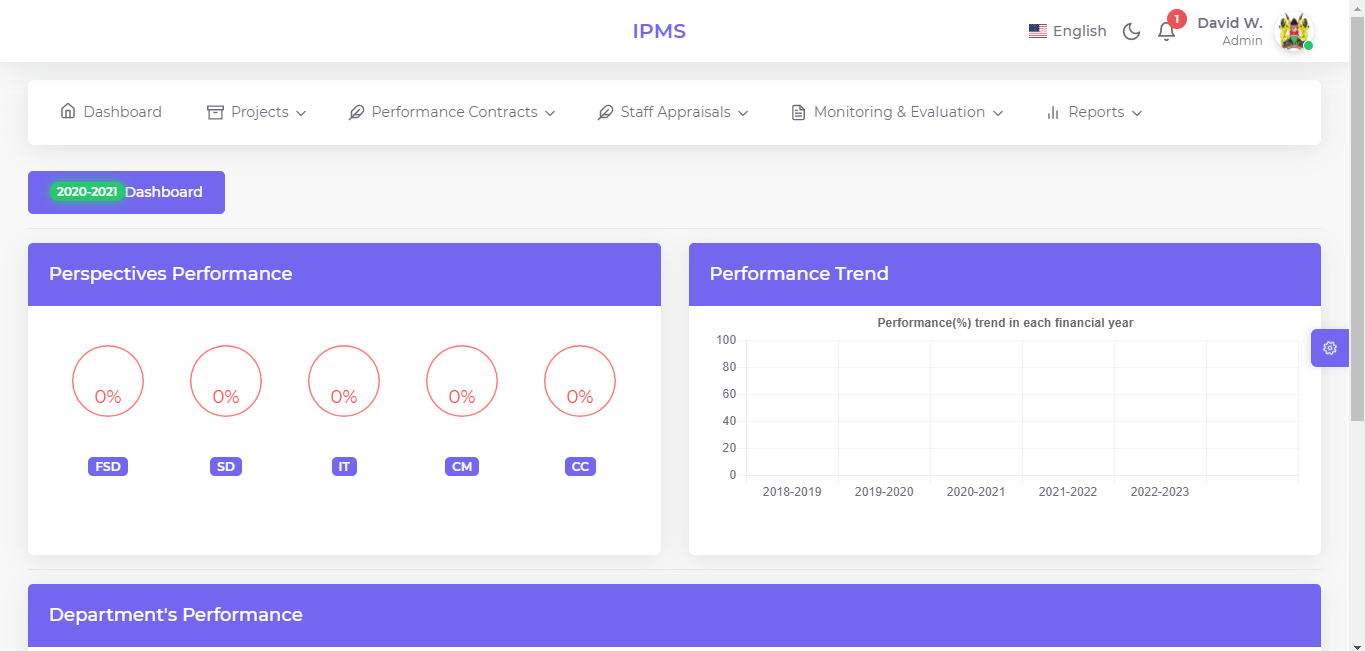 IPMS
English
1
David W.
Admin
Dashboard
Projects
Performance Contracts
Staff Appraisals
Monitoring & Evaluation
Reports
2020-2021 Dashboard
Perspectives Performance
0% 0% 0% 0% 0%
FSD SD IT CM CC
Performance Trend
Performance(%) trend in each financial year
100
80
60
40
20
0
2018-2019 2019-2020 2020-2021 2021-2022 2022-2023
Department's Performance